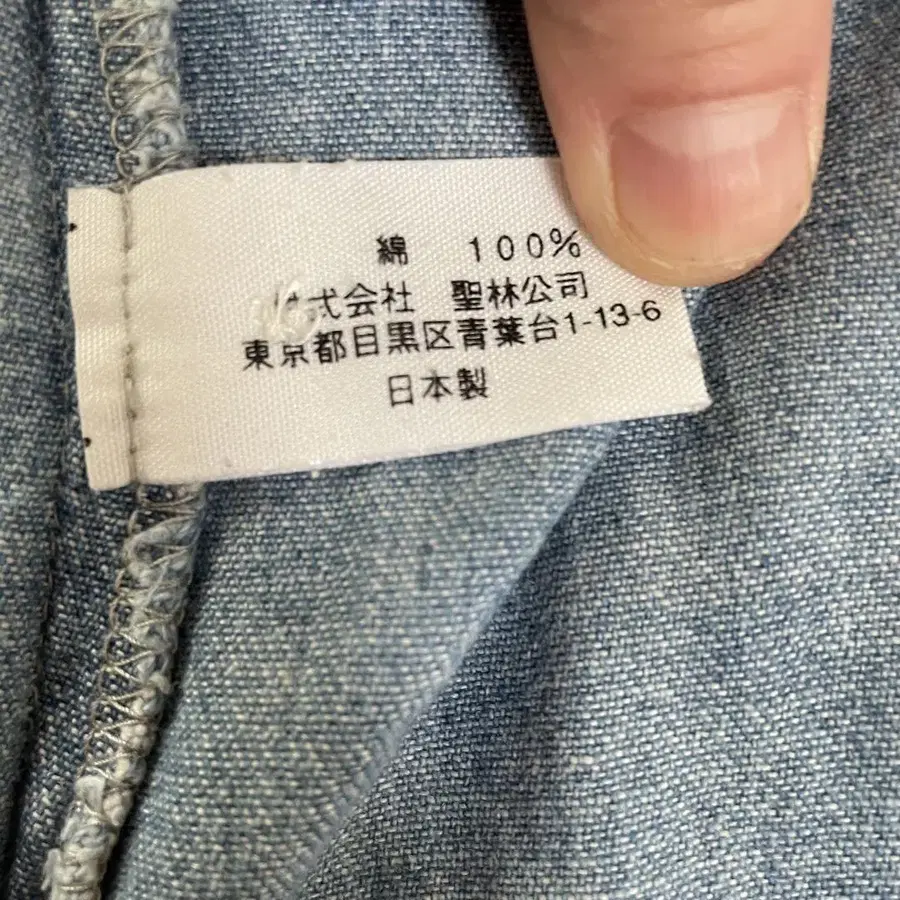 綿 100%
式会社 聖林公司
東京都目黒区青葉台1-13-6
日本製